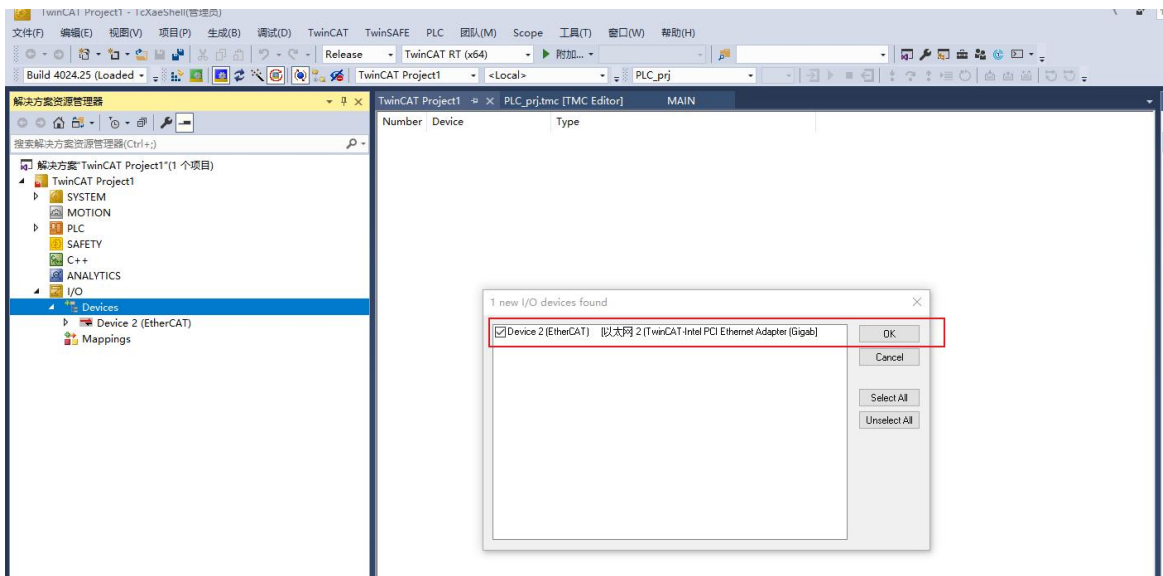 TwinCAT Project1 - TcXaeShell(管理员)
文件(F) 编辑(E) 视图(V) 项目(P) 生成(B) 调试(D) TwinCAT TwinSAFE PLC 团队(M) Scope 工具(T) 窗口(W) 帮助(H)
Release TwinCAT RT (x64) 附加...
Build 4024.25 (Loaded TwinCAT Project1 <Local> PLC_prj
解决方案资源管理器
TwinCAT Project1 PLC_prj.tmc [TMC Editor] MAIN
Number Device Type
搜索解决方案资源管理器(Ctrl+;)
解决方案"TwinCAT Project1"(1 个项目)
TwinCAT Project1
SYSTEM
MOTION
PLC
SAFETY
C++
ANALYTICS
I/O
Devices
Device 2 (EtherCAT)
Mappings
1 new I/O devices found
Device 2 (EtherCAT) [以太网 2 (TwinCAT-Intel PCI Ethernet Adapter (Gigab]
OK
Cancel
Select All
Unselect All